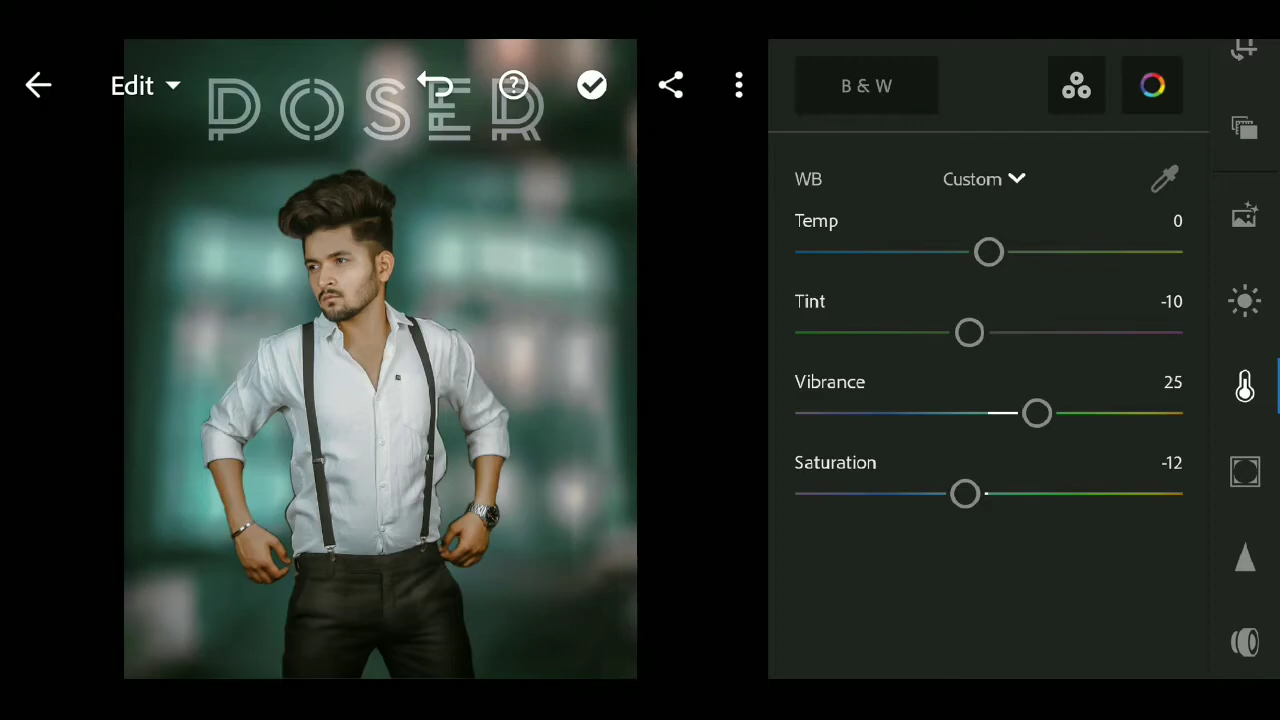 Edit
POSER
B & W
WB Custom
Temp 0
Tint -10
Vibrance 25
Saturation -12